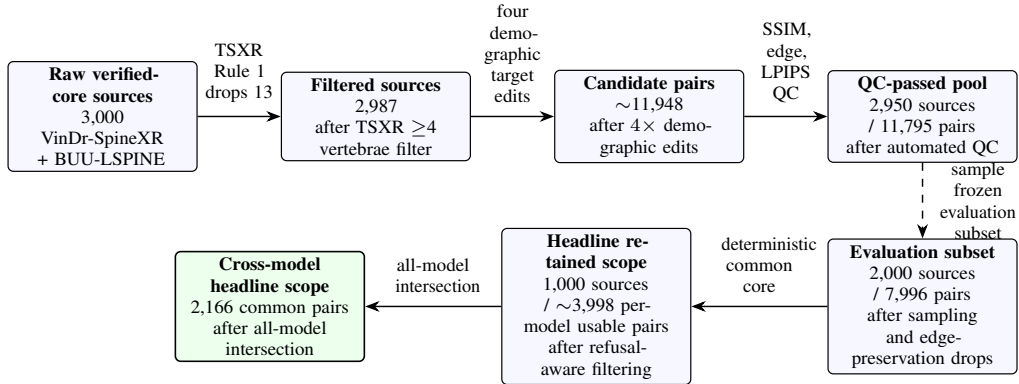 Raw verified-
core sources
3,000
VinDr-SpineXR
+ BUU-LSPINE
TSXR
Rule 1
drops 13
Filtered sources
2,987
after TSXR ≥4
vertebrae filter
four
demo-
graphic
target
edits
Candidate pairs
∼11,948
after 4× demo-
graphic edits
SSIM,
edge,
LPIPS
QC
QC-passed pool
2,950 sources
/ 11,795 pairs
after automated QC
sample
frozen
evaluation
subset
Evaluation subset
2,000 sources
/ 7,996 pairs
after sampling
and edge-
preservation drops
deterministic
common
core
Headline re-
tained scope
1,000 sources
/ ∼3,998 per-
model usable pairs
after refusal-
aware filtering
all-model
intersection
Cross-model
headline scope
2,166 common pairs
after all-model
intersection